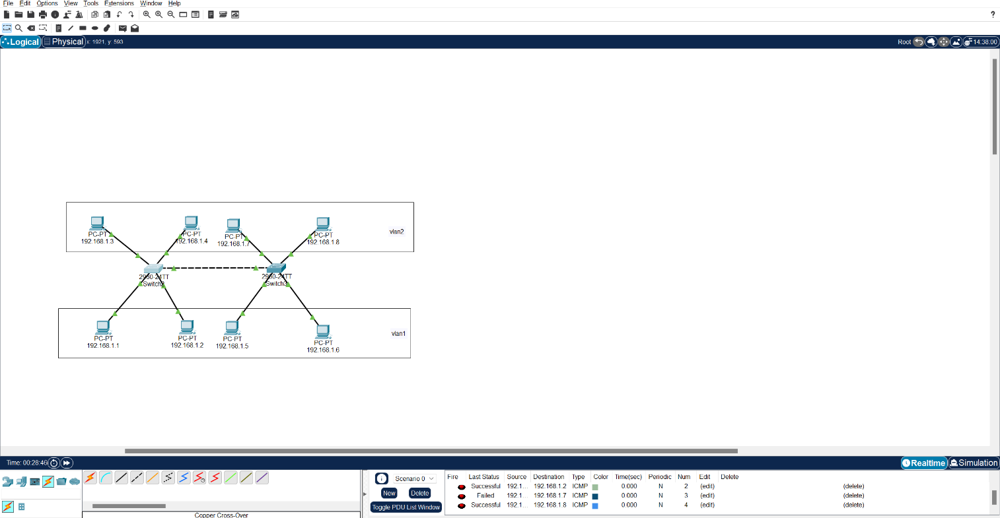 File Edit Options View Tools Extensions Window Help
?
Logical Physical x: 1921, y: 593
Root 14:38:00
vlan2
PC-PT
192.168.1.3
PC-PT
192.168.1.4
PC-PT
192.168.1.7
PC-PT
192.168.1.8
2960-24TT
Switch2
2960-24TT
Switch3
vlan1
PC-PT
192.168.1.1
PC-PT
192.168.1.2
PC-PT
192.168.1.5
PC-PT
192.168.1.6
Time: 00:28:46
Realtime Simulation
Copper Cross-Over
Scenario 0
New Delete
Toggle PDU List Window
Fire Last Status Source Destination Type Color Time(sec) Periodic Num Edit Delete
Successful 192.1... 192.168.1.2 ICMP 0.000 N 2 (edit) (delete)
Failed 192.1... 192.168.1.7 ICMP 0.000 N 3 (edit) (delete)
Successful 192.1... 192.168.1.8 ICMP 0.000 N 4 (edit) (delete)